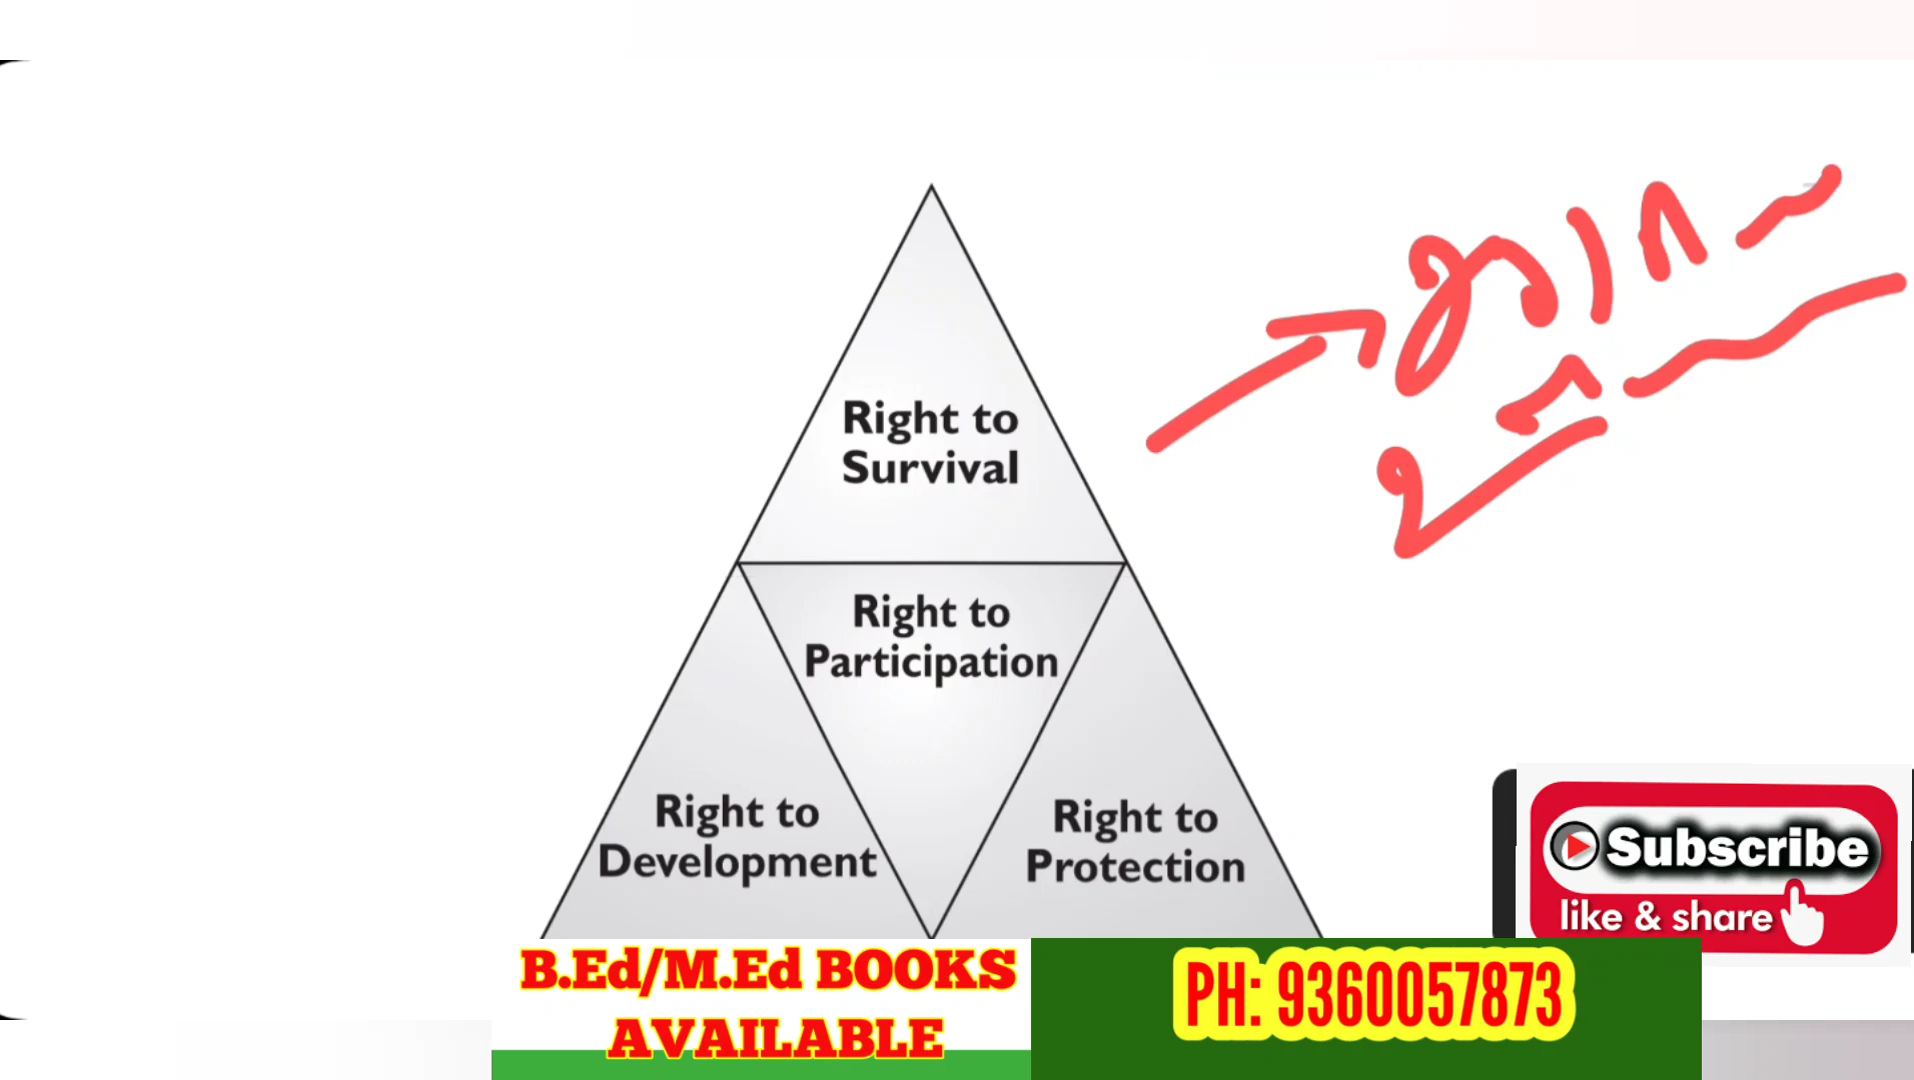 Right to
Survival
Right to
Participation
Right to
Development
Right to
Protection
Subscribe
like & share
B.Ed/M.Ed BOOKS
AVAILABLE
PH: 9360057873